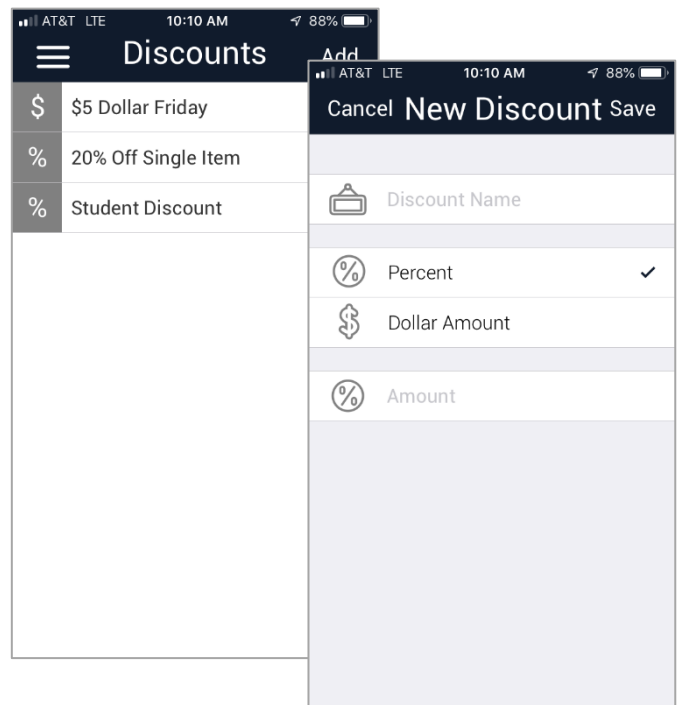 AT&T LTE 10:10 AM 88%
Discounts Add
$ $5 Dollar Friday
% 20% Off Single Item
% Student Discount
AT&T LTE 10:10 AM 88%
Cancel New Discount Save
Discount Name
% Percent
$ Dollar Amount
% Amount